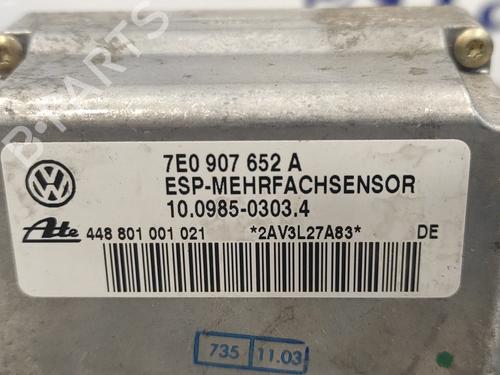 B-PARTS
7E0 907 652 A
ESP-MEHRFACHSENSOR
10.0985-0303.4
Ate 448 801 001 021 *2AV3L27A83* DE
735 11.03